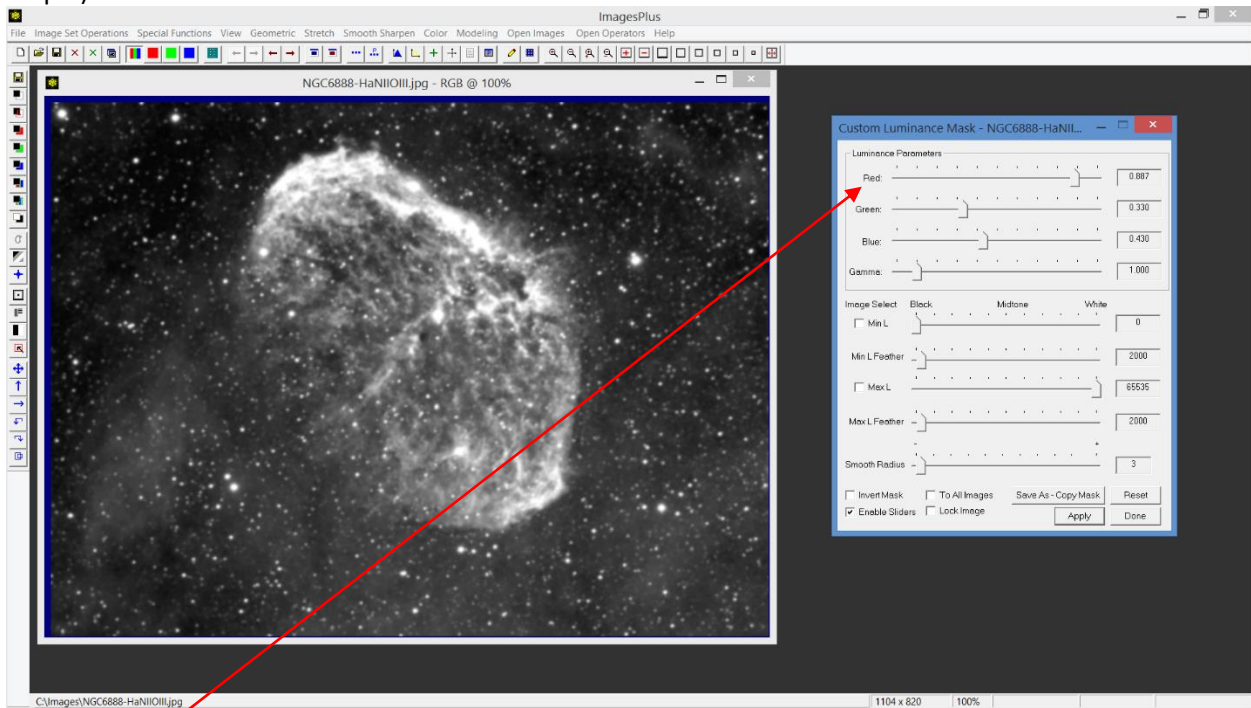 ImagesPlus
File Image Set Operations Special Functions View Geometric Stretch Smooth Sharpen Color Modeling Open Images Open Operators Help
NGC6888-HaNIIOIII.jpg - RGB @ 100%
Custom Luminance Mask - NGC6888-HaNII...
Luminance Parameters
Red: 0.887
Green: 0.330
Blue: 0.430
Gamma: 1.000
Image Select Black Midtone White
Min L 0
Min L Feather 2000
Max L 65535
Max L Feather 2000
Smooth Radius 3
Invert Mask To All Images Save As - Copy Mask Reset
Enable Sliders Lock Image Apply Done
C:\Images\NGC6888-HaNIIOIII.jpg 1104 x 820 100%